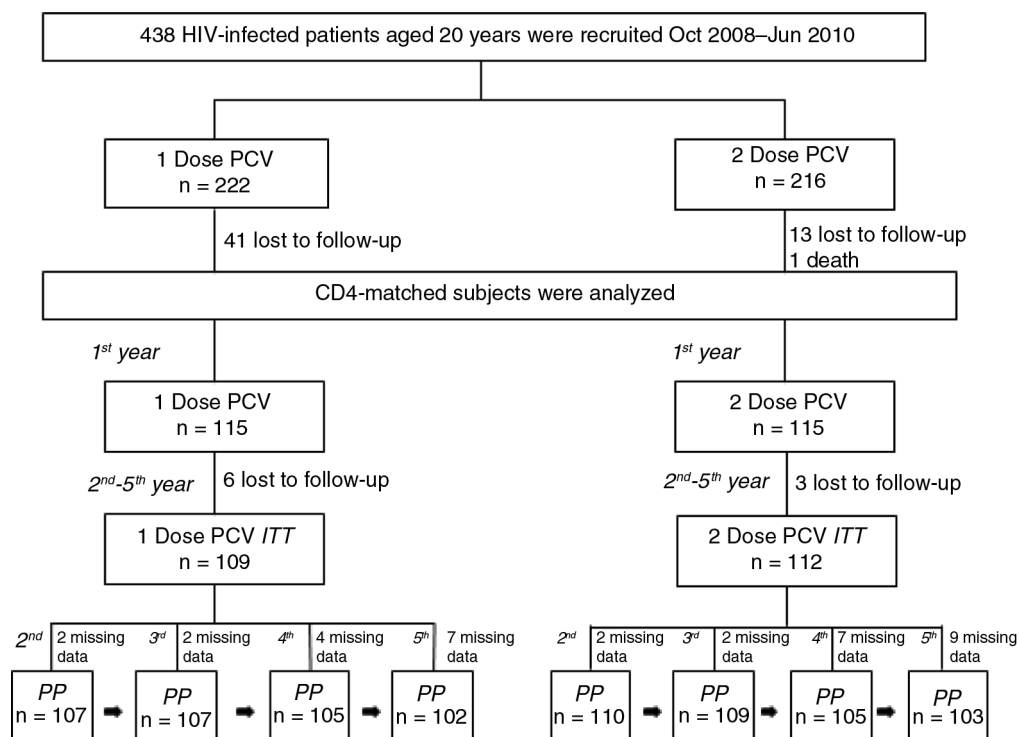 438 HIV-infected patients aged 20 years were recruited Oct 2008–Jun 2010
1 Dose PCV
n = 222
2 Dose PCV
n = 216
41 lost to follow-up
13 lost to follow-up
1 death
CD4-matched subjects were analyzed
1st year
1st year
1 Dose PCV
n = 115
2 Dose PCV
n = 115
2nd-5th year
6 lost to follow-up
2nd-5th year
3 lost to follow-up
1 Dose PCV ITT
n = 109
2 Dose PCV ITT
n = 112
2nd
2 missing
data
3rd
2 missing
data
4th
4 missing
data
5th
7 missing
data
2nd
2 missing
data
3rd
2 missing
data
4th
7 missing
data
5th
9 missing
data
PP
n = 107
PP
n = 107
PP
n = 105
PP
n = 102
PP
n = 110
PP
n = 109
PP
n = 105
PP
n = 103